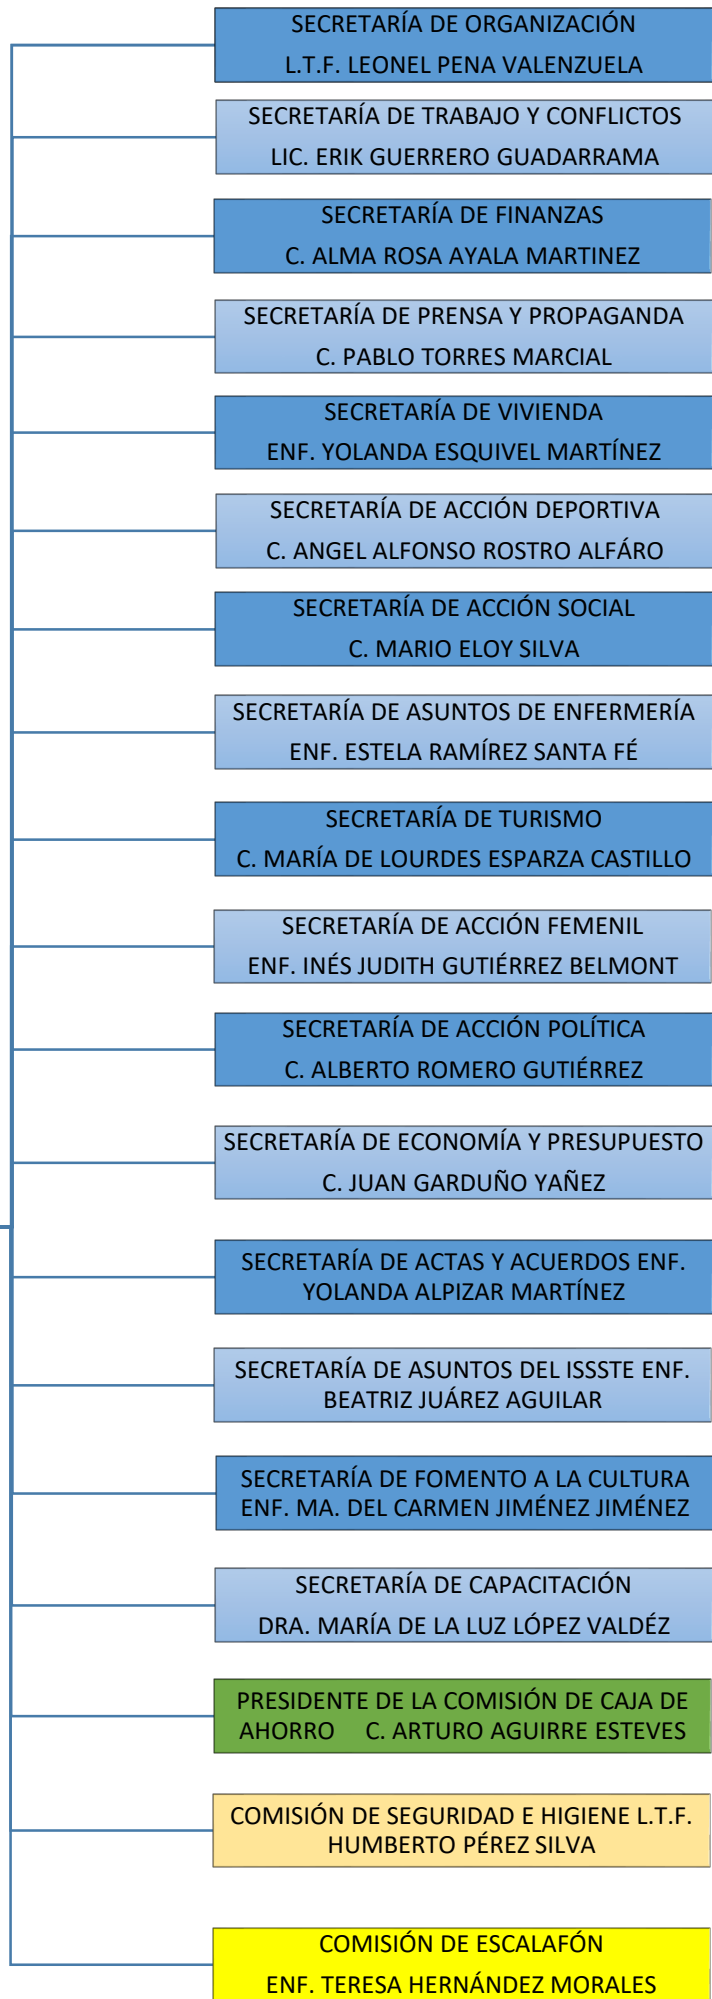 SECRETARÍA DE ORGANIZACIÓN
L.T.F. LEONEL PENA VALENZUELA
SECRETARÍA DE TRABAJO Y CONFLICTOS
LIC. ERIK GUERRERO GUADARRAMA
SECRETARÍA DE FINANZAS
C. ALMA ROSA AYALA MARTINEZ
SECRETARÍA DE PRENSA Y PROPAGANDA
C. PABLO TORRES MARCIAL
SECRETARÍA DE VIVIENDA
ENF. YOLANDA ESQUIVEL MARTÍNEZ
SECRETARÍA DE ACCIÓN DEPORTIVA
C. ANGEL ALFONSO ROSTRO ALFÁRO
SECRETARÍA DE ACCIÓN SOCIAL
C. MARIO ELOY SILVA
SECRETARÍA DE ASUNTOS DE ENFERMERÍA
ENF. ESTELA RAMÍREZ SANTA FÉ
SECRETARÍA DE TURISMO
C. MARÍA DE LOURDES ESPARZA CASTILLO
SECRETARÍA DE ACCIÓN FEMENIL
ENF. INÉS JUDITH GUTIÉRREZ BELMONT
SECRETARÍA DE ACCIÓN POLÍTICA
C. ALBERTO ROMERO GUTIÉRREZ
SECRETARÍA DE ECONOMÍA Y PRESUPUESTO
C. JUAN GARDUÑO YAÑEZ
SECRETARÍA DE ACTAS Y ACUERDOS ENF.
YOLANDA ALPIZAR MARTÍNEZ
SECRETARÍA DE ASUNTOS DEL ISSSTE ENF.
BEATRIZ JUÁREZ AGUILAR
SECRETARÍA DE FOMENTO A LA CULTURA
ENF. MA. DEL CARMEN JIMÉNEZ JIMÉNEZ
SECRETARÍA DE CAPACITACIÓN
DRA. MARÍA DE LA LUZ LÓPEZ VALDÉZ
PRESIDENTE DE LA COMISIÓN DE CAJA DE
AHORRO C. ARTURO AGUIRRE ESTEVES
COMISIÓN DE SEGURIDAD E HIGIENE L.T.F.
HUMBERTO PÉREZ SILVA
COMISIÓN DE ESCALAFÓN
ENF. TERESA HERNÁNDEZ MORALES